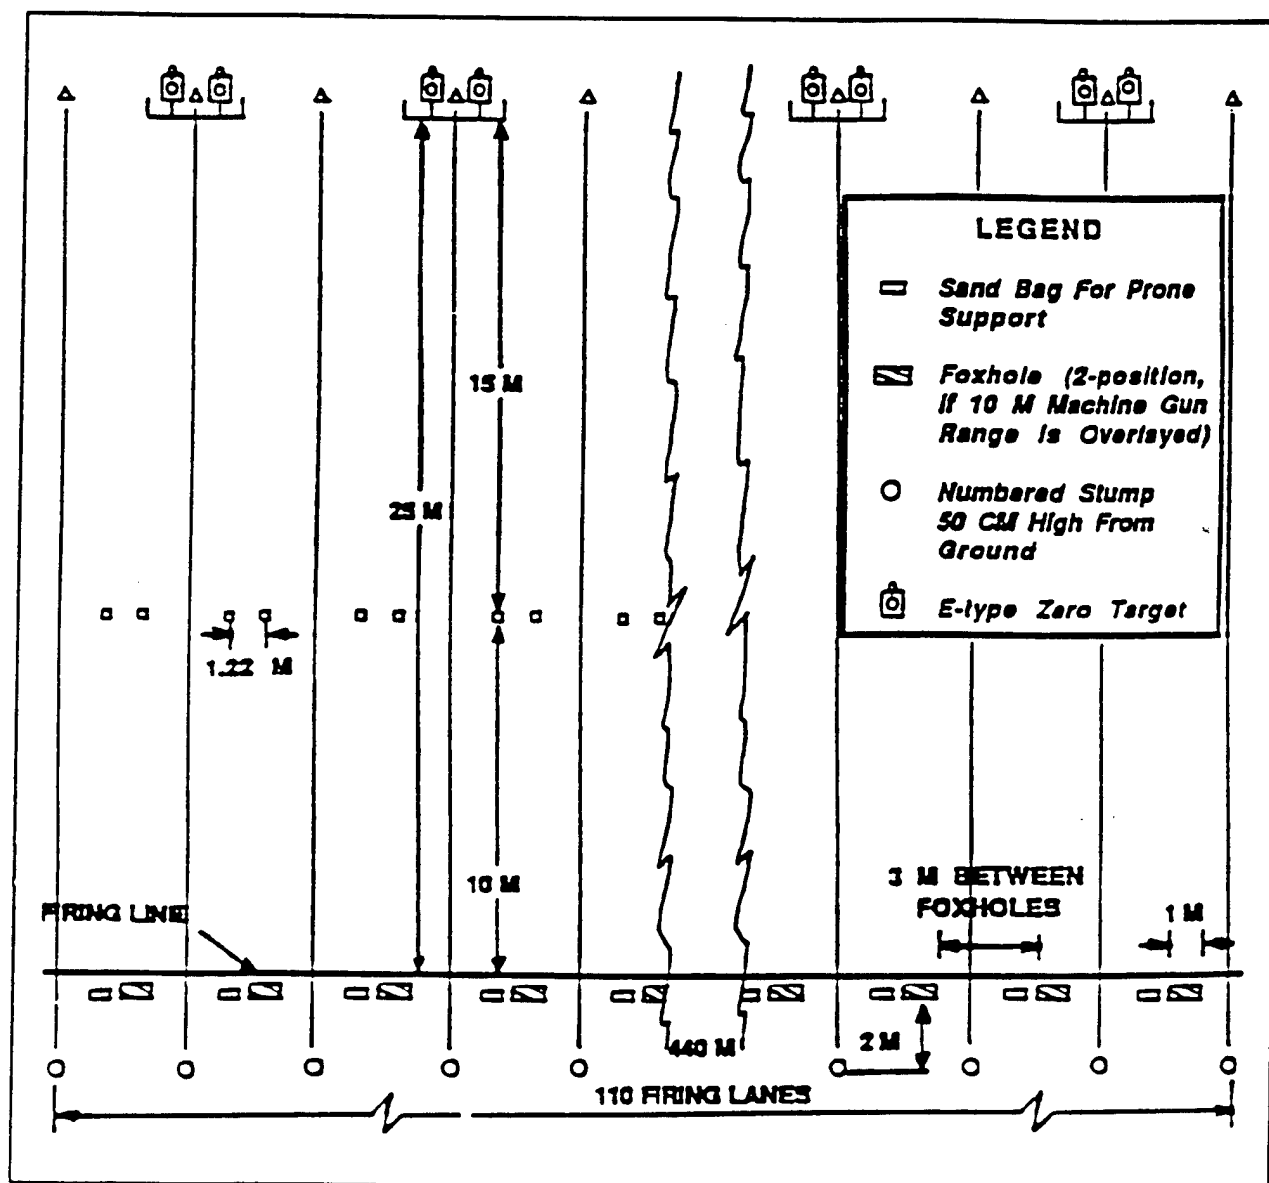 LEGEND
Sand Bag For Prone
Support
Foxhole (2-position,
if 10 M Machine Gun
Range is Overlayed)
Numbered Stump
50 CM High From
Ground
E-type Zero Target
15 M
25 M
1.22 M
10 M
3 M BETWEEN
FOXHOLES
1 M
FIRING LINE
440 M
2 M
110 FIRING LANES